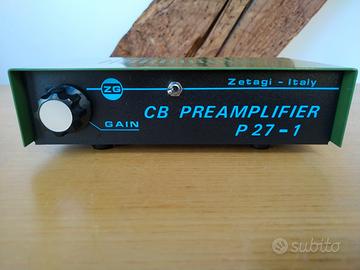 ZG
Zetagi - Italy
CB PREAMPLIFIER
GAIN
P 27-1
subito